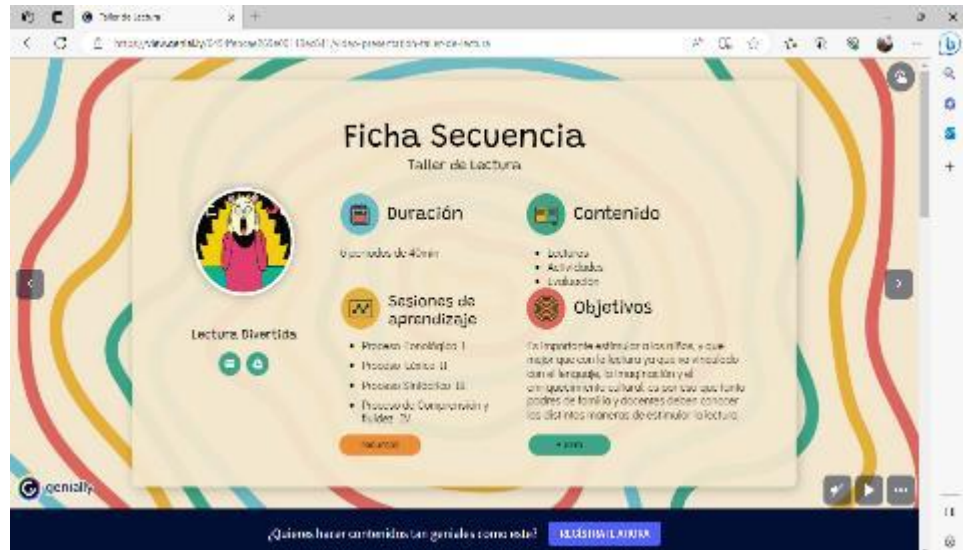 Taller de Lectura
Ficha Secuencia
Taller de Lectura
Duración
6 periodos de 40min
Contenido
• Lecturas
• Actividades
• Evaluación
Sesiones de
aprendizaje
• Proceso Fonológico I
• Proceso Léxico II
• Proceso Sintáctico III
• Proceso de Comprensión y
fluidez IV
Objetivos
Es importante estimular a los niños, y que
mejor que con la lectura ya que va vinculado
con el lenguaje, la imaginación y el
enriquecimiento cultural, es por eso que tanto
padres de familia y docentes deben conocer
las distintas maneras de estimular la lectura.
Lectura Divertida
genially
¿Quieres hacer contenidos tan geniales como este?
REGÍSTRATE AHORA